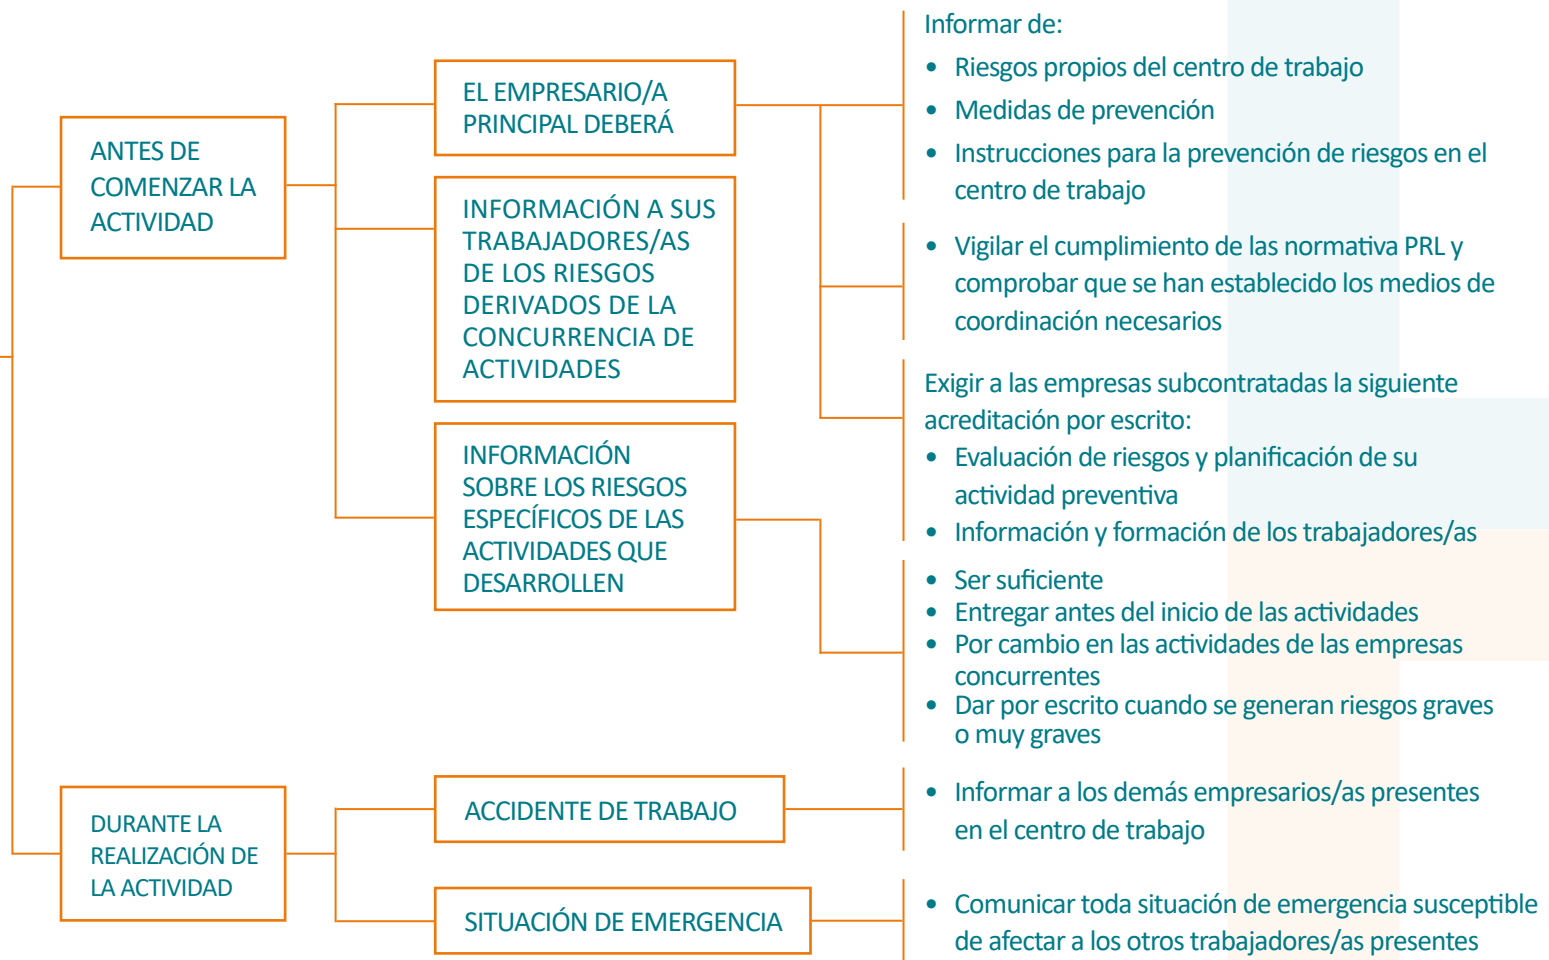 ANTES DE
COMENZAR LA
ACTIVIDAD
EL EMPRESARIO/A
PRINCIPAL DEBERÁ
Informar de:
• Riesgos propios del centro de trabajo
• Medidas de prevención
• Instrucciones para la prevención de riesgos en el
centro de trabajo
• Vigilar el cumplimiento de las normativa PRL y
comprobar que se han establecido los medios de
coordinación necesarios
Exigir a las empresas subcontratadas la siguiente
acreditación por escrito:
• Evaluación de riesgos y planificación de su
actividad preventiva
• Información y formación de los trabajadores/as
INFORMACIÓN A SUS
TRABAJADORES/AS
DE LOS RIESGOS
DERIVADOS DE LA
CONCURRENCIA DE
ACTIVIDADES
INFORMACIÓN
SOBRE LOS RIESGOS
ESPECÍFICOS DE LAS
ACTIVIDADES QUE
DESARROLLEN
• Ser suficiente
• Entregar antes del inicio de las actividades
• Por cambio en las actividades de las empresas
concurrentes
• Dar por escrito cuando se generan riesgos graves
o muy graves
DURANTE LA
REALIZACIÓN DE
LA ACTIVIDAD
ACCIDENTE DE TRABAJO
• Informar a los demás empresarios/as presentes
en el centro de trabajo
SITUACIÓN DE EMERGENCIA
• Comunicar toda situación de emergencia susceptible
de afectar a los otros trabajadores/as presentes